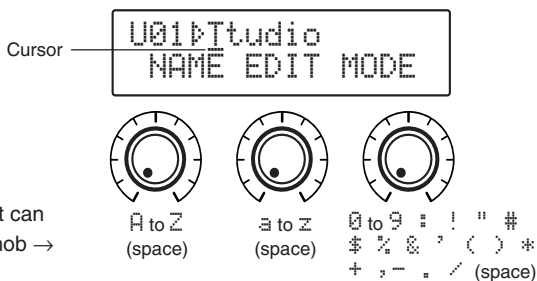 U01▷Ttudio
Cursor
NAME EDIT MODE
t can
nob →
A to Z
(space)
a to z
(space)
0 to 9 : ! " #
$ % & ' ( ) *
+ , - . / (space)